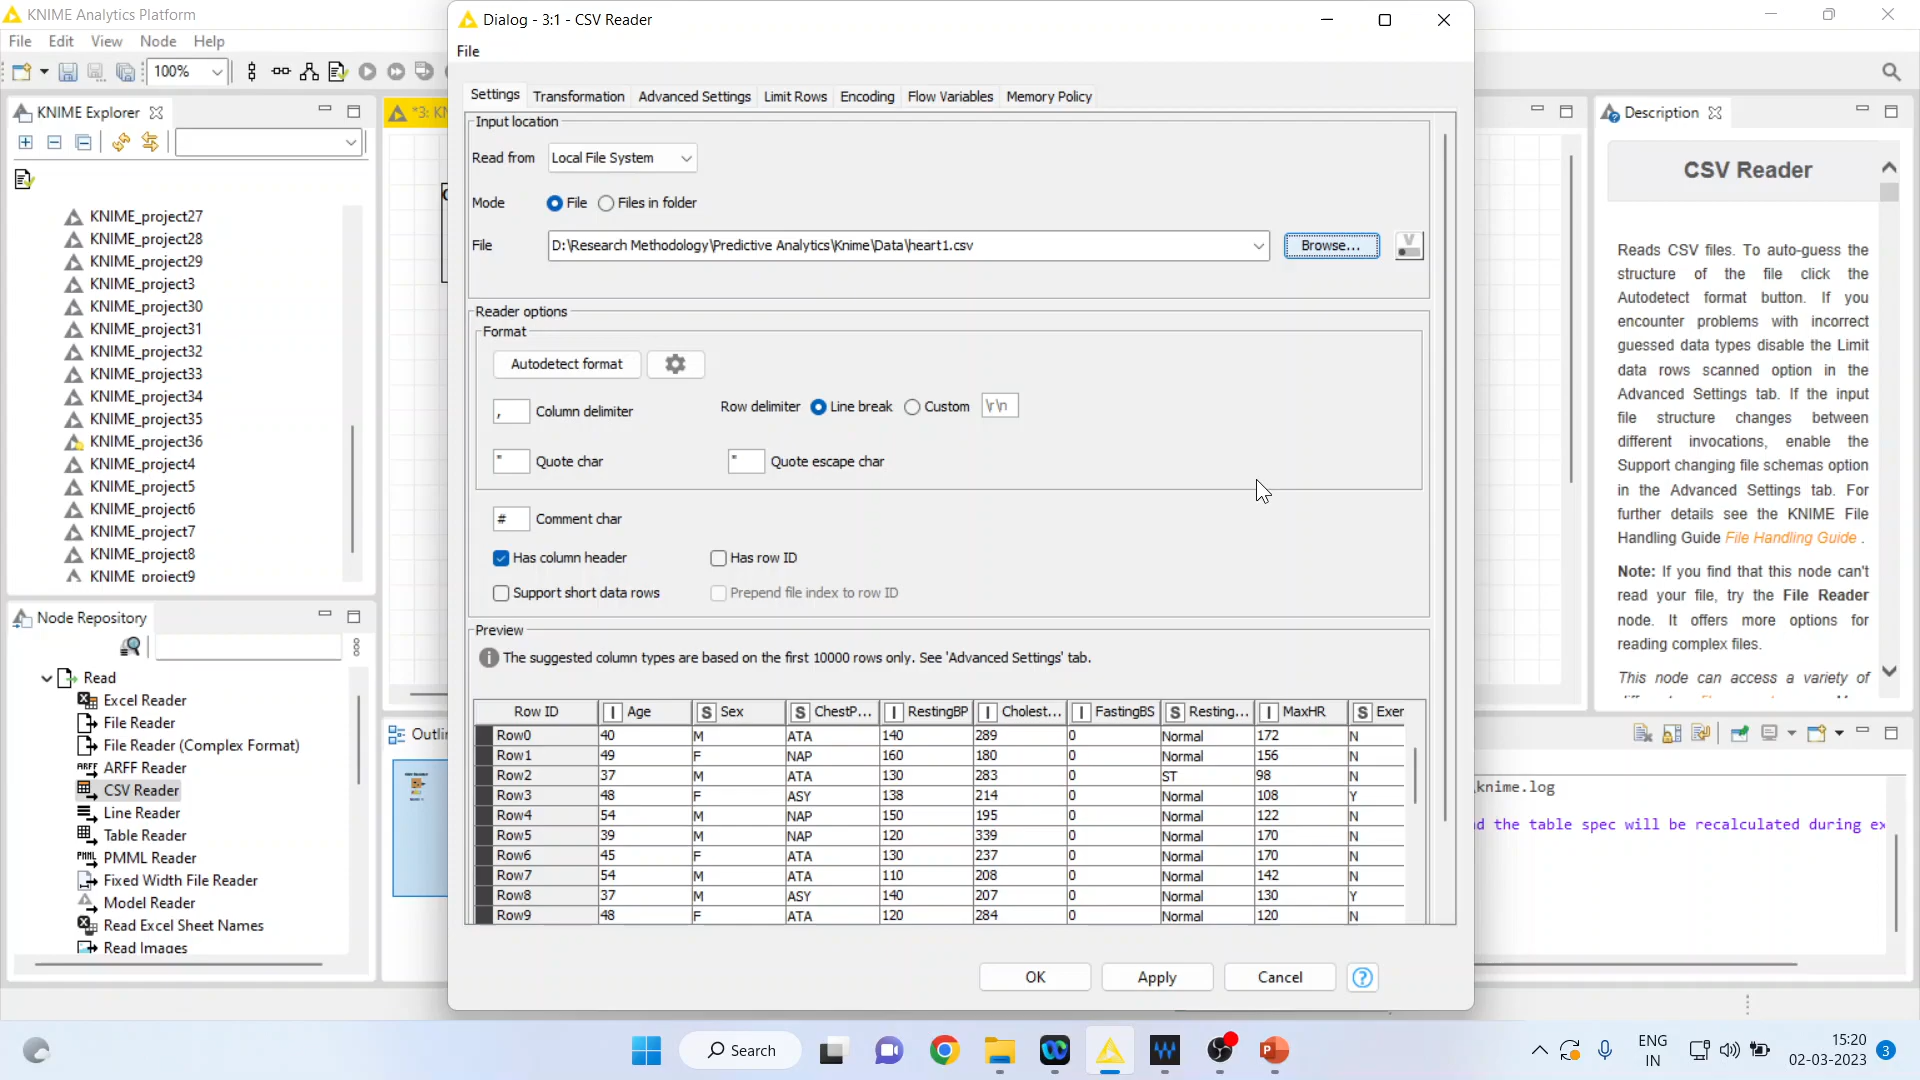 KNIME Analytics Platform
File Edit View Node Help
100%
KNIME Explorer
KNIME_project27
KNIME_project28
KNIME_project29
KNIME_project3
KNIME_project30
KNIME_project31
KNIME_project32
KNIME_project33
KNIME_project34
KNIME_project35
KNIME_project36
KNIME_project4
KNIME_project5
KNIME_project6
KNIME_project7
KNIME_project8
KNIME_project9
Node Repository
Read
Excel Reader
File Reader
File Reader (Complex Format)
ARFF Reader
CSV Reader
Line Reader
Table Reader
PMML Reader
Fixed Width File Reader
Model Reader
Read Excel Sheet Names
Read Images
*3: KN
Outli
Dialog - 3:1 - CSV Reader
File
Settings Transformation Advanced Settings Limit Rows Encoding Flow Variables Memory Policy
Input location
Read from Local File System
Mode File Files in folder
File D:\Research Methodology\Predictive Analytics\Knime\Data\heart1.csv Browse... V
Reader options
Format
Autodetect format
, Column delimiter Row delimiter Line break Custom \r\n
" Quote char " Quote escape char
# Comment char
Has column header Has row ID
Support short data rows Prepend file index to row ID
Preview
The suggested column types are based on the first 10000 rows only. See 'Advanced Settings' tab.
Row ID I Age S Sex S ChestP... I RestingBP I Cholest... I FastingBS S Resting... I MaxHR S Exer
Row0 40 M ATA 140 289 0 Normal 172 N
Row1 49 F NAP 160 180 0 Normal 156 N
Row2 37 M ATA 130 283 0 ST 98 N
Row3 48 F ASY 138 214 0 Normal 108 Y
Row4 54 M NAP 150 195 0 Normal 122 N
Row5 39 M NAP 120 339 0 Normal 170 N
Row6 45 F ATA 130 237 0 Normal 170 N
Row7 54 M ATA 110 208 0 Normal 142 N
Row8 37 M ASY 140 207 0 Normal 130 Y
Row9 48 F ATA 120 284 0 Normal 120 N
OK Apply Cancel ?
Description
CSV Reader
Reads CSV files. To auto-guess the
structure of the file click the
Autodetect format button. If you
encounter problems with incorrect
guessed data types disable the Limit
data rows scanned option in the
Advanced Settings tab. If the input
file structure changes between
different invocations, enable the
Support changing file schemas option
in the Advanced Settings tab. For
further details see the KNIME File
Handling Guide File Handling Guide .
Note: If you find that this node can't
read your file, try the File Reader
node. It offers more options for
reading complex files.
This node can access a variety of
knime.log
d the table spec will be recalculated during ex
Search
ENG
IN
15:20
02-03-2023
3